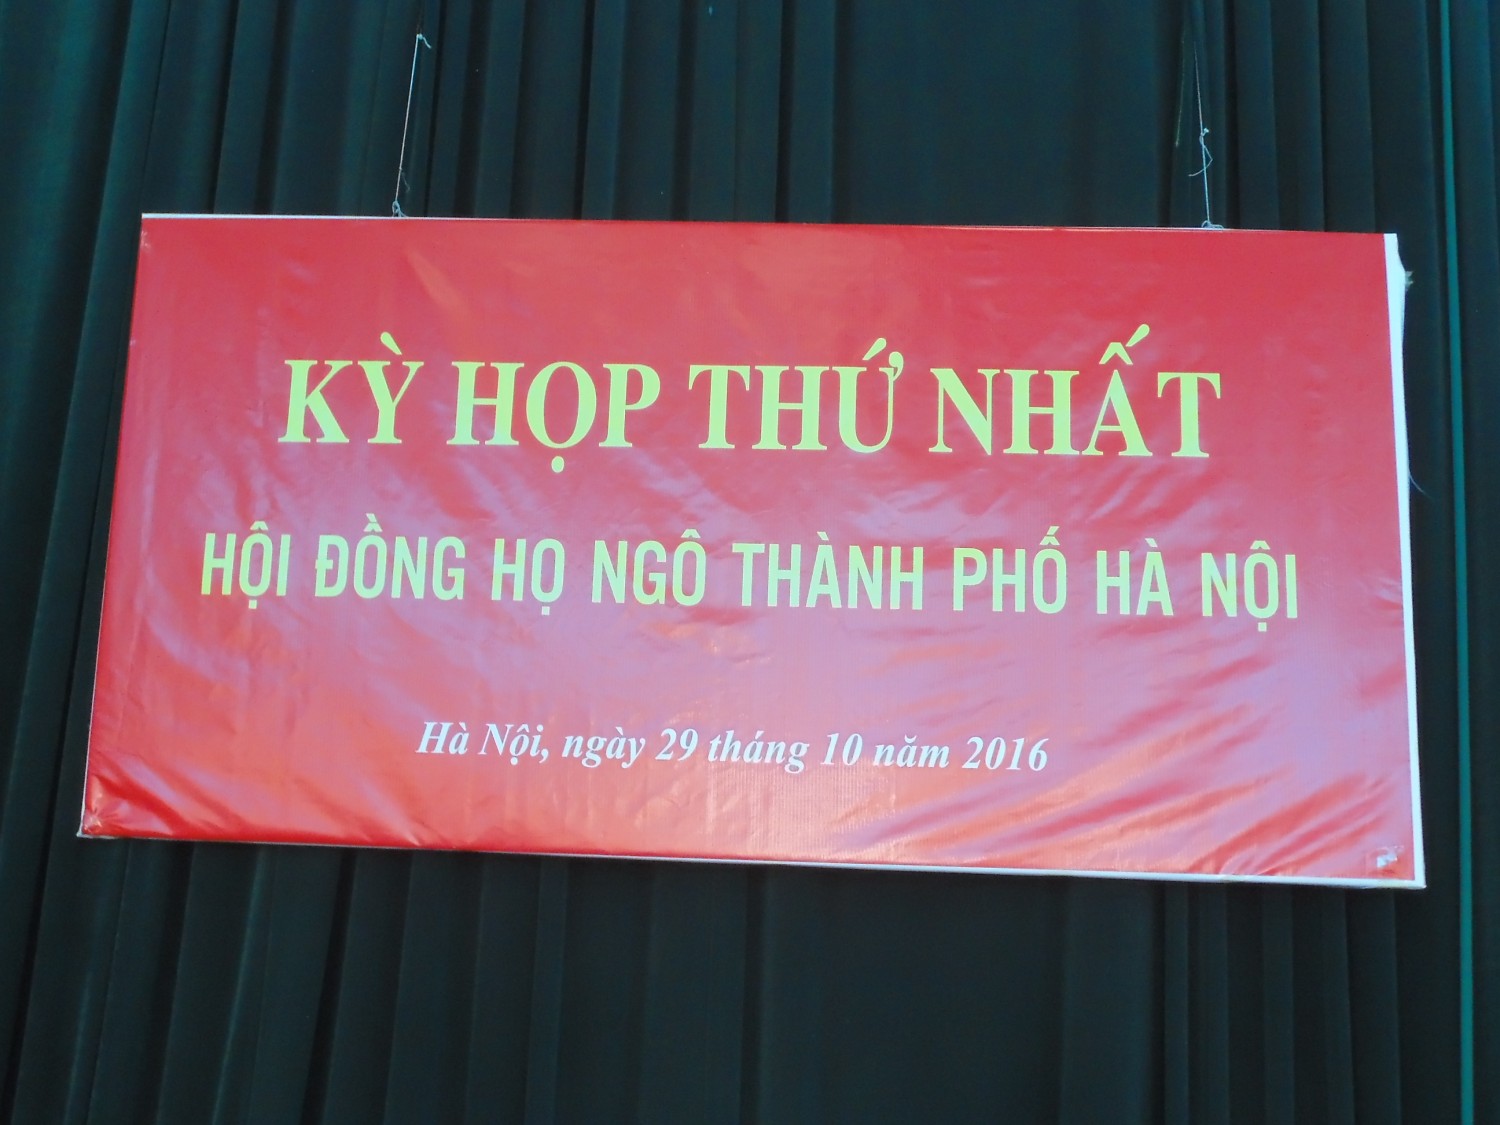 KỲ HỌP THỨ NHẤT
HỘI ĐỒNG HỌ NGÔ THÀNH PHỐ HÀ NỘI
Hà Nội, ngày 29 tháng 10 năm 2016